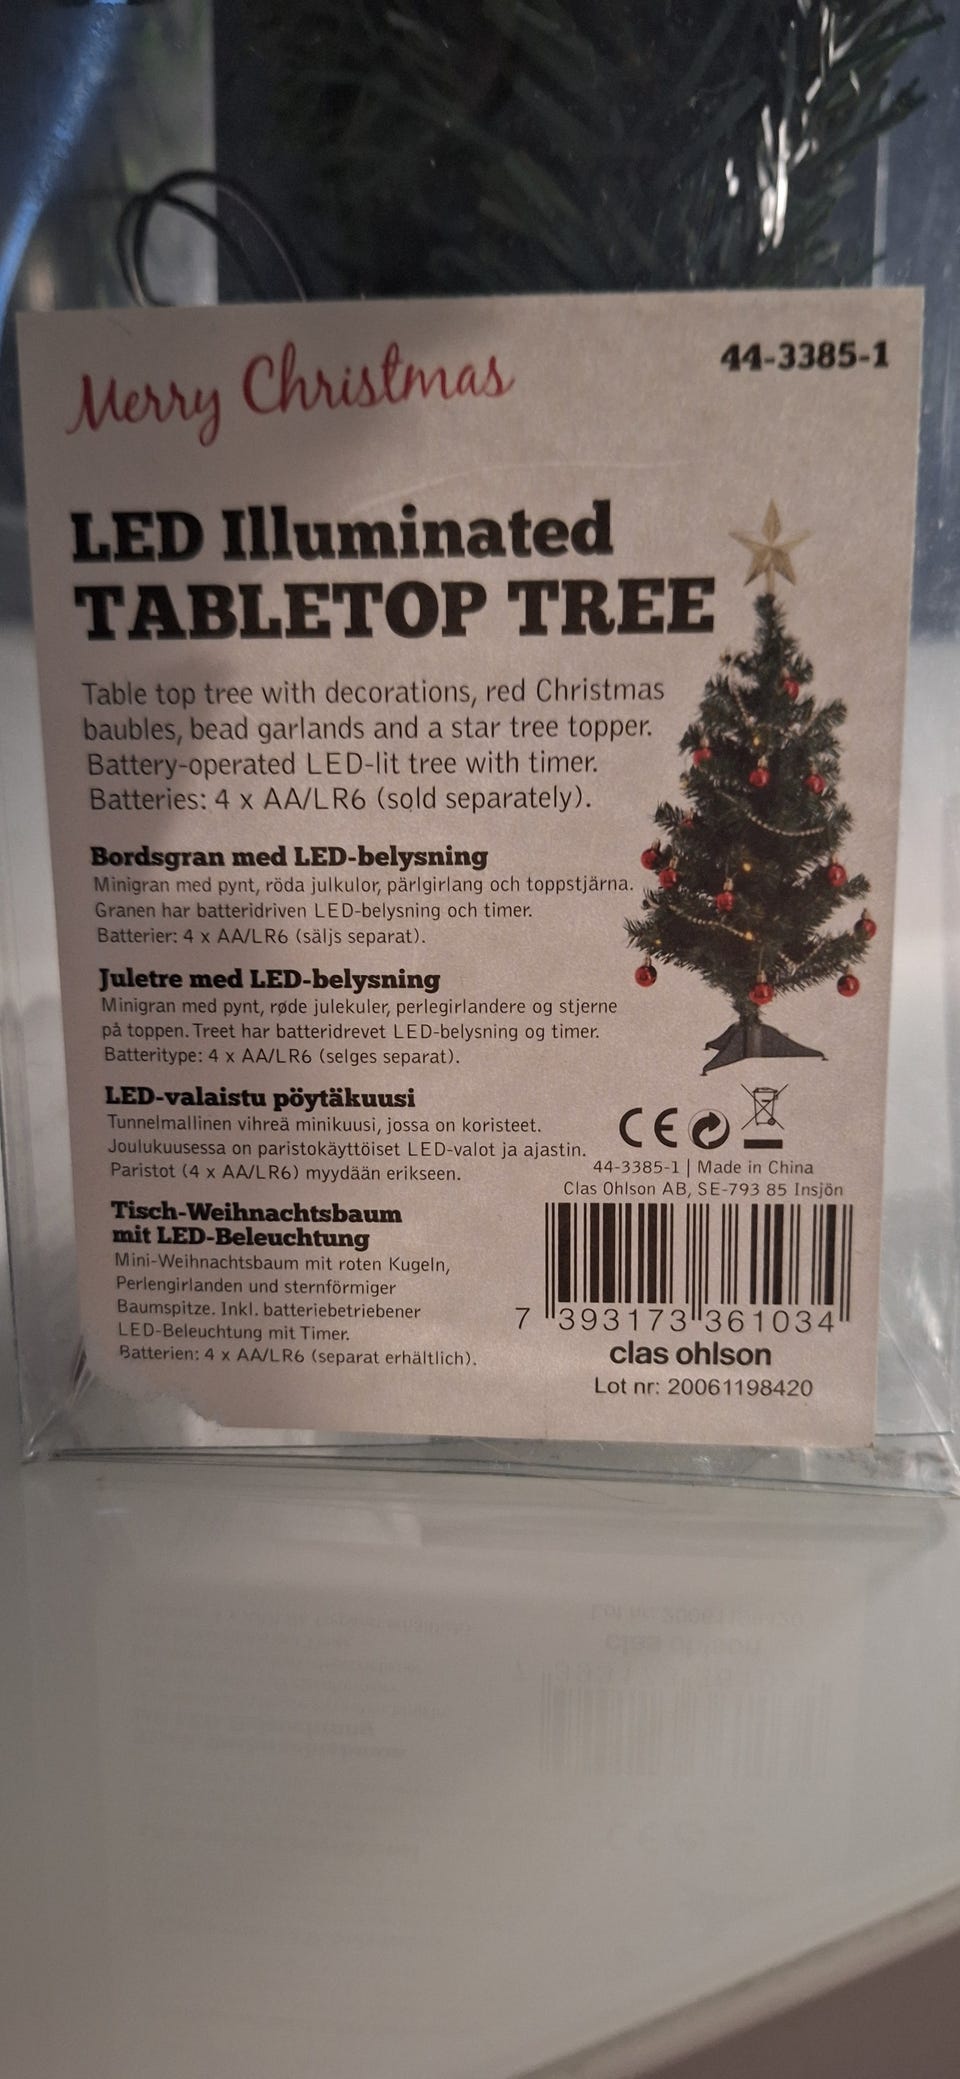 Merry Christmas
44-3385-1
LED Illuminated
TABLETOP TREE
Table top tree with decorations, red Christmas
baubles, bead garlands and a star tree topper.
Battery-operated LED-lit tree with timer.
Batteries: 4 x AA/LR6 (sold separately).
Bordsgran med LED-belysning
Minigran med pynt, röda julkulor, pärlgirlang och toppstjärna.
Granen har batteridriven LED-belysning och timer.
Batterier: 4 x AA/LR6 (säljs separat).
Juletre med LED-belysning
Minigran med pynt, røde julekuler, perlegirlandere og stjerne
på toppen. Treet har batteridrevet LED-belysning og timer.
Batteritype: 4 x AA/LR6 (selges separat).
LED-valaistu pöytäkuusi
Tunnelmallinen vihreä minikuusi, jossa on koristeet.
Joulukuusessa on paristokäyttöiset LED-valot ja ajastin.
Paristot (4 x AA/LR6) myydään erikseen.
Tisch-Weihnachtsbaum
mit LED-Beleuchtung
Mini-Weihnachtsbaum mit roten Kugeln,
Perlengirlanden und sternförmiger
Baumspitze. Inkl. batteriebetriebener
LED-Beleuchtung mit Timer.
Batterien: 4 x AA/LR6 (separat erhältlich).
CE
44-3385-1 | Made in China
Clas Ohlson AB, SE-793 85 Insjön
7 393173 361034
clas ohlson
Lot nr: 20061198420